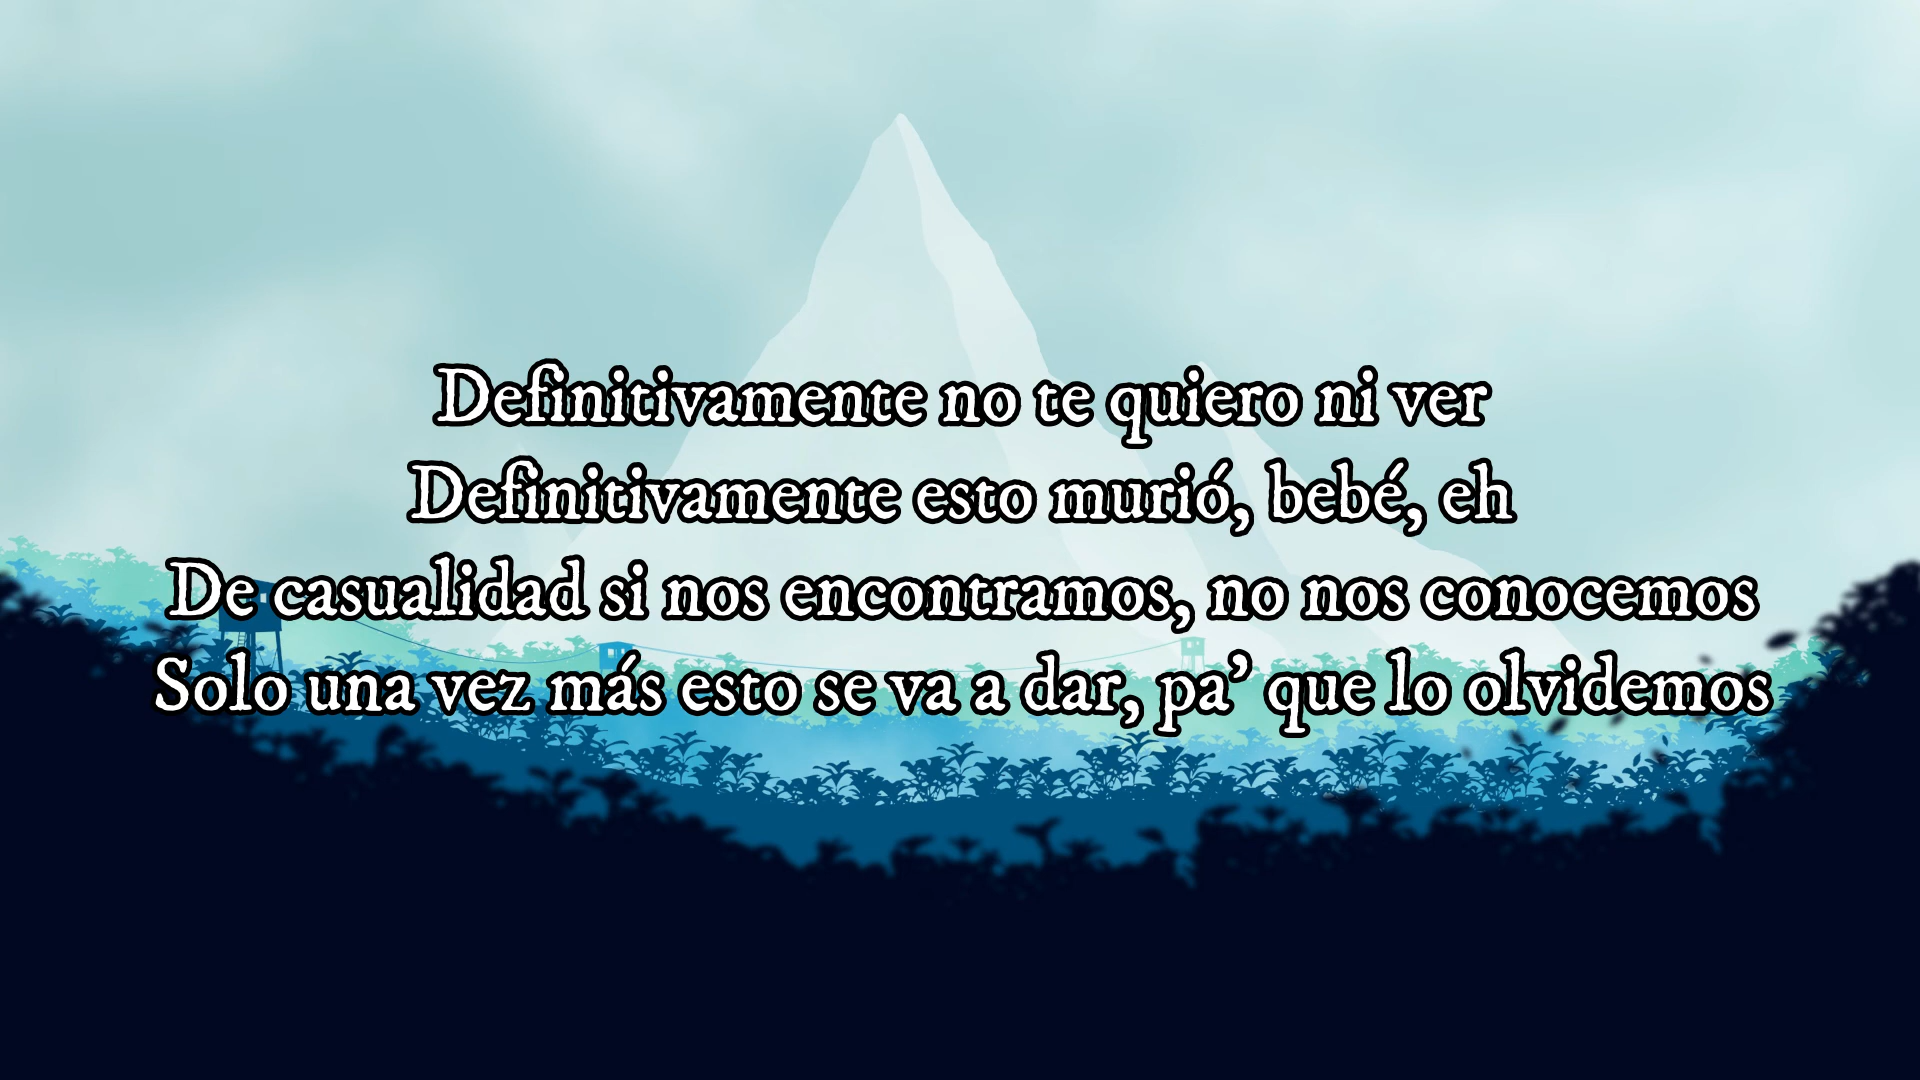 Definitivamente no te quiero ni ver
Definitivamente esto murió, bebé, eh
De casualidad si nos encontramos, no nos conocemos
Solo una vez más esto se va a dar, pa' que lo olvidemos